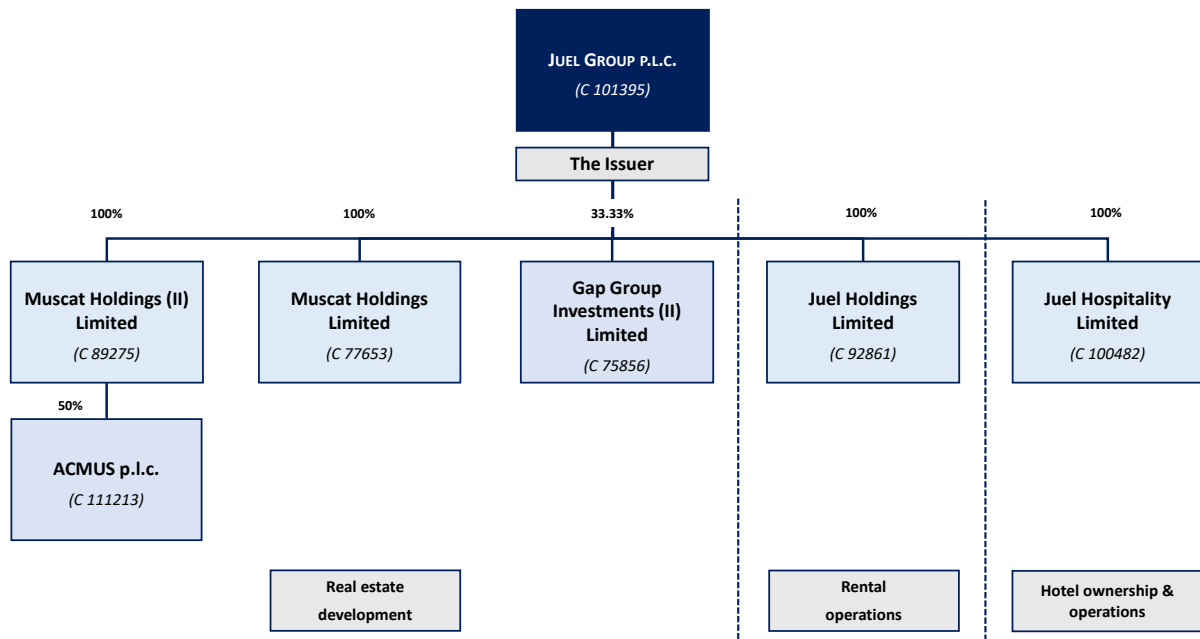 JUEL GROUP P.L.C.
(C 101395)
The Issuer
100%
100%
33.33%
100%
100%
Muscat Holdings (II)
Limited
(C 89275)
Muscat Holdings
Limited
(C 77653)
Gap Group
Investments (II)
Limited
(C 75856)
Juel Holdings
Limited
(C 92861)
Juel Hospitality
Limited
(C 100482)
50%
ACMUS p.l.c.
(C 111213)
Real estate
development
Rental
operations
Hotel ownership &
operations